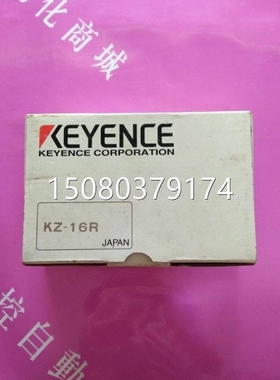 化商城
KEYENCE
KEYENCE CORPORATION
15080379174
KZ-16R
JAPAN
控自動